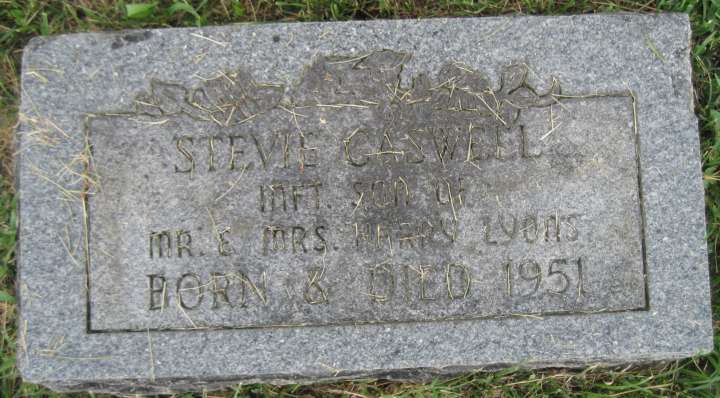 STEVIE CASWELL
INFT. SON OF
MR. & MRS. HARRY LYONS
BORN & DIED 1951